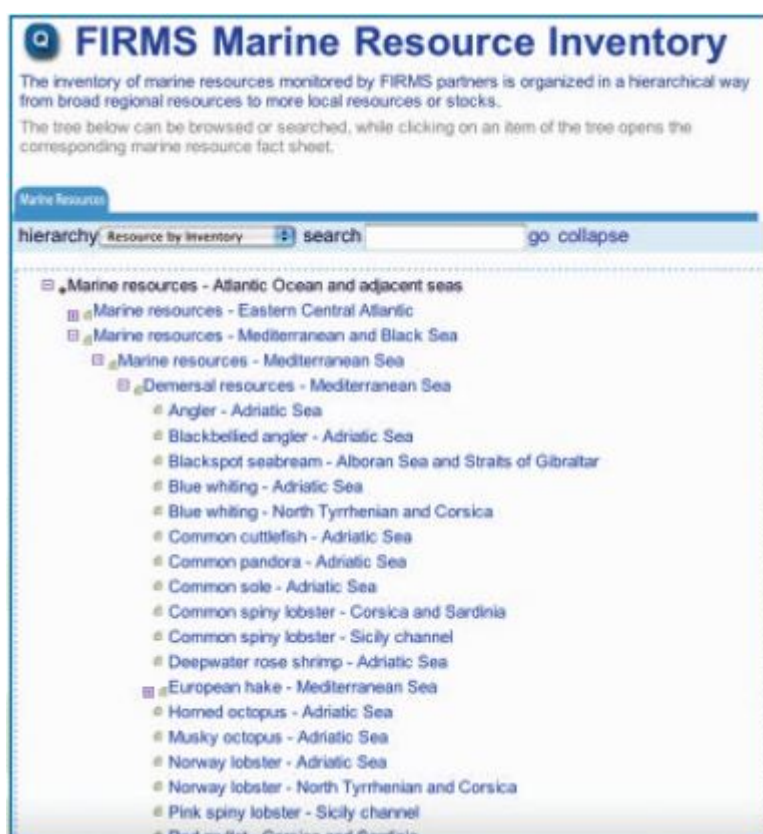 FIRMS Marine Resource Inventory
The inventory of marine resources monitored by FIRMS partners is organized in a hierarchical way
from broad regional resources to more local resources or stocks.
The tree below can be browsed or searched, while clicking on an item of the tree opens the
corresponding marine resource fact sheet.
Marine Resources
hierarchy Resource by Inventory search go collapse
Marine resources - Atlantic Ocean and adjacent seas
Marine resources - Eastern Central Atlantic
Marine resources - Mediterranean and Black Sea
Marine resources - Mediterranean Sea
Demersal resources - Mediterranean Sea
Angler - Adriatic Sea
Blackbellied angler - Adriatic Sea
Blackspot seabream - Alboran Sea and Straits of Gibraltar
Blue whiting - Adriatic Sea
Blue whiting - North Tyrrhenian and Corsica
Common cuttlefish - Adriatic Sea
Common pandora - Adriatic Sea
Common sole - Adriatic Sea
Common spiny lobster - Corsica and Sardinia
Common spiny lobster - Sicily channel
Deepwater rose shrimp - Adriatic Sea
European hake - Mediterranean Sea
Horned octopus - Adriatic Sea
Musky octopus - Adriatic Sea
Norway lobster - Adriatic Sea
Norway lobster - North Tyrrhenian and Corsica
Pink spiny lobster - Sicily channel